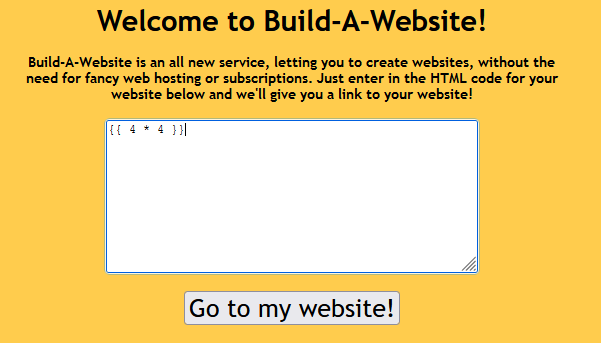 Welcome to Build-A-Website!
Build-A-Website is an all new service, letting you to create websites, without the
need for fancy web hosting or subscriptions. Just enter in the HTML code for your
website below and we'll give you a link to your website!
{{ 4 * 4 }}
Go to my website!